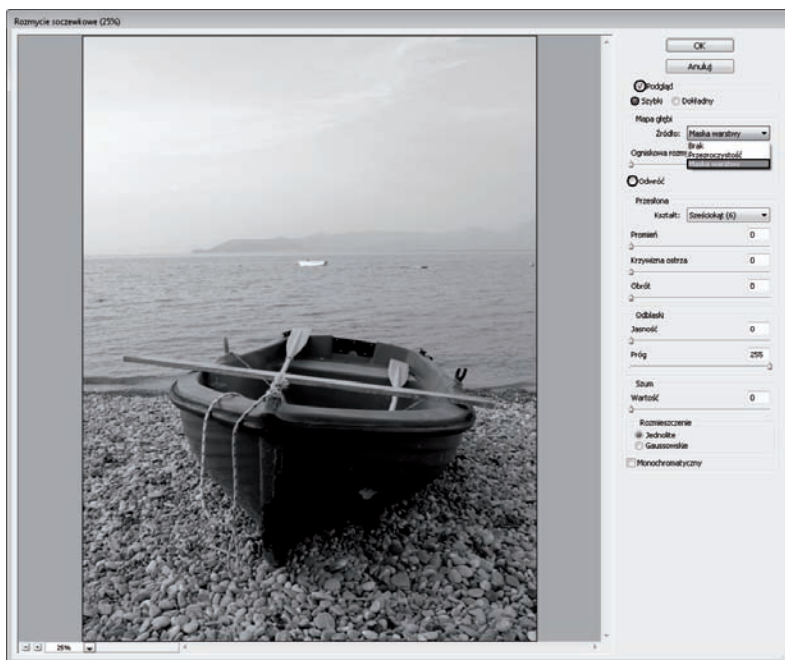 Rozmycie soczewkowe (25%)
OK
Anuluj
Podgląd
Szybki Dokładny
Mapa głębi
Źródło: Maska warstwy
Brak
Przezroczystość
Ogniskowa
Odwróć
Przesłona
Kształt: Sześciokąt (6)
Promień 0
Krzywizna ostrza 0
Obrót 0
Odblaski
Jasność 0
Próg 255
Szum
Wartość 0
Rozmieszczenie
Jednolite
Gaussowskie
Monochromatyczny
25%